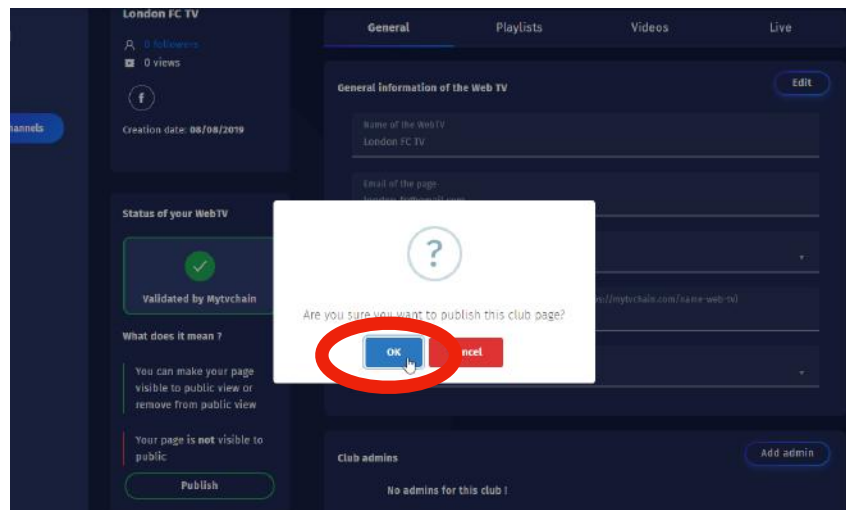 London FC TV
0 followers
0 views
f
Creation date: 08/08/2019
hannels
Status of your WebTV
Validated by Mytvchain
What does it mean ?
You can make your page
visible to public view or
remove from public view
Your page is not visible to
public
Publish
General Playlists Videos Live
General information of the Web TV
Edit
Name of the WebTV
London FC TV
Email of the page
?
Are you sure you want to publish this club page?
OK
ncel
Club admins
Add admin
No admins for this club !